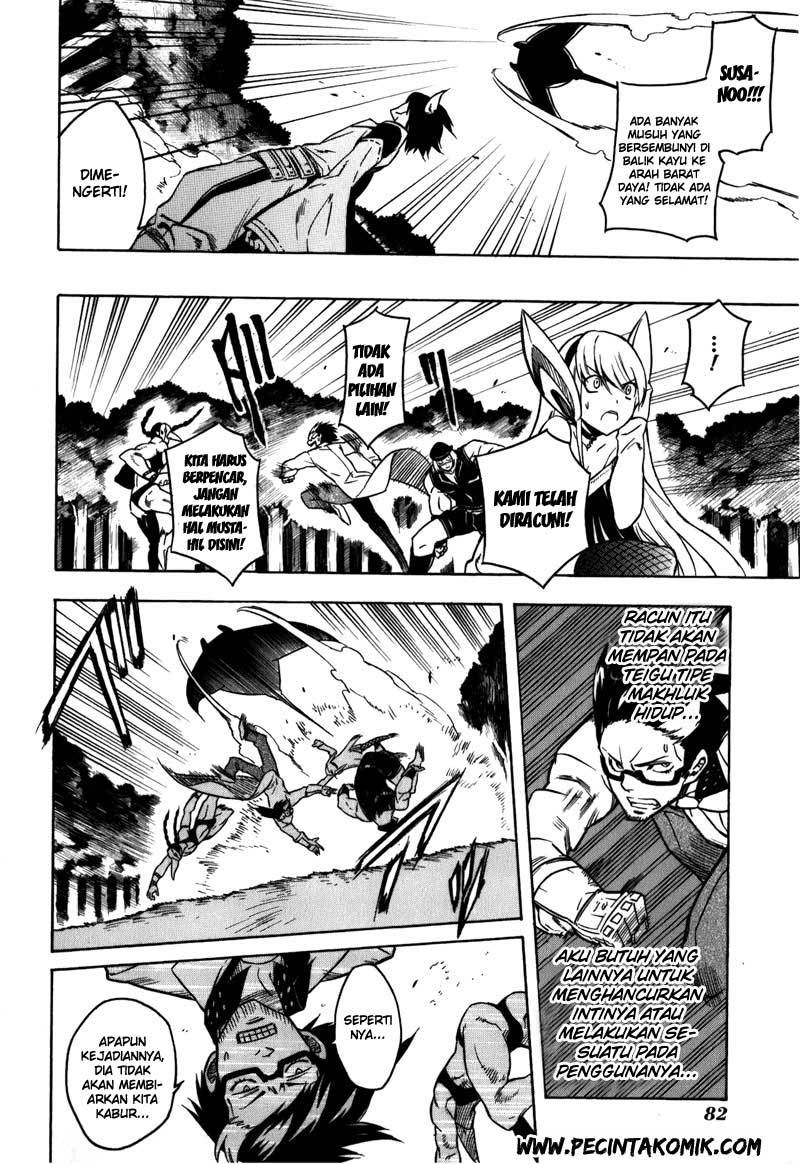 SUSA-
NOO!!!
ADA BANYAK
MUSUH YANG
BERSEMBUNYI DI
BALIK KAYU KE
ARAH BARAT
DAYA! TIDAK ADA
YANG SELAMAT!
DIME-
NGERTI!
...!
KAMI TELAH
DIRACUNI!
TIDAK
ADA
PILIHAN
LAIN!
KITA HARUS
BERPENCAR,
JANGAN
MELAKUKAN
HAL MUSTA-
HIL DISINI!
RACUN ITU
TIDAK AKAN
MEMPAN PADA
TEIGU TIPE
MAKHLUK
HIDUP...
AKU BUTUH YANG
LAINNYA UNTUK
MENGHANCURKAN
INTINYA ATAU
MELAKUKAN SE-
SUATU PADA
PENGGUNANYA...
SEPERTI
NYA...
APAPUN
KEJADIANNYA,
DIA TIDAK
AKAN MEMBI-
ARKAN KITA
KABUR...
82
WWW.PECINTAKOMIK.COM